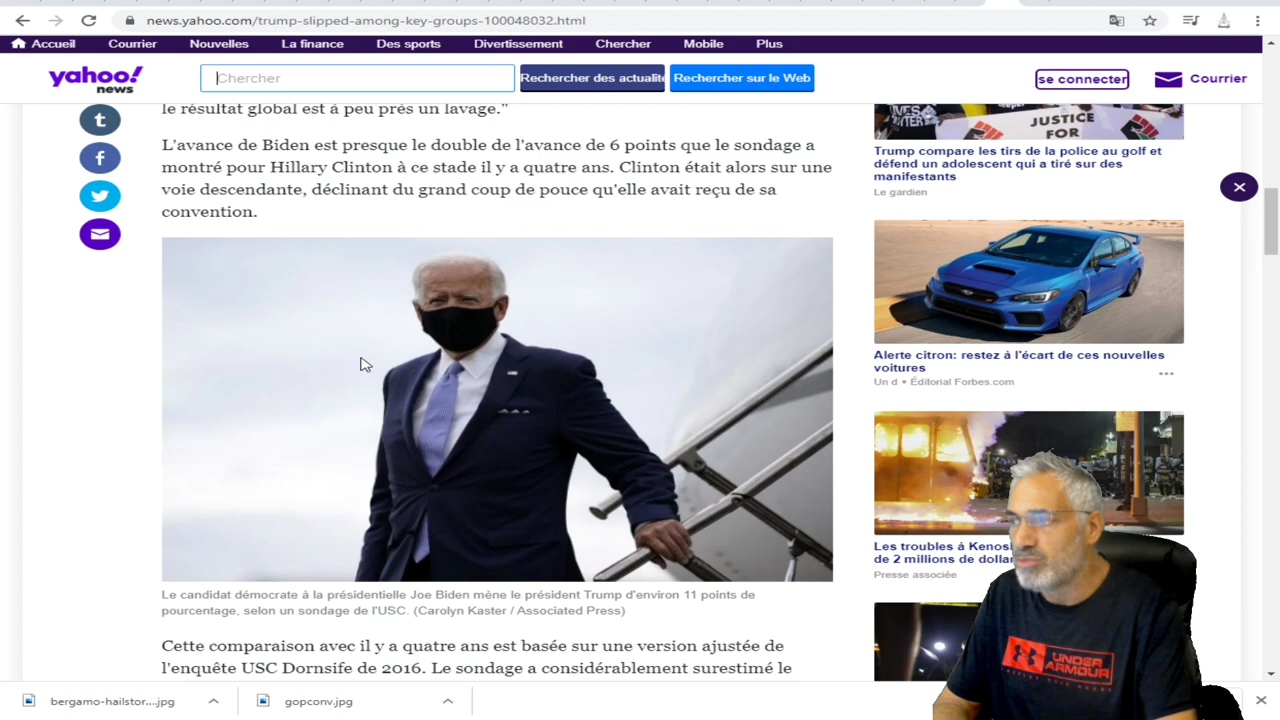 news.yahoo.com/trump-slipped-among-key-groups-100048032.html
Accueil Courrier Nouvelles La finance Des sports Divertissement Chercher Mobile Plus
yahoo!
news
Chercher
Rechercher des actualité
Rechercher sur le Web
se connecter
Courrier
le résultat global est à peu près un lavage."
L'avance de Biden est presque le double de l'avance de 6 points que le sondage a
montré pour Hillary Clinton à ce stade il y a quatre ans. Clinton était alors sur une
voie descendante, déclinant du grand coup de pouce qu'elle avait reçu de sa
convention.
Le candidat démocrate à la présidentielle Joe Biden mène le président Trump d'environ 11 points de
pourcentage, selon un sondage de l'USC. (Carolyn Kaster / Associated Press)
Cette comparaison avec il y a quatre ans est basée sur une version ajustée de
l'enquête USC Dornsife de 2016. Le sondage a considérablement surestimé le
JUSTICE
FOR
Trump compare les tirs de la police au golf et
défend un adolescent qui a tiré sur des
manifestants
Le gardien
Alerte citron: restez à l'écart de ces nouvelles
voitures
Un d • Éditorial Forbes.com
Les troubles à Kenos
de 2 millions de dolla
Presse associée
UNDER
ARMOUR
bergamo-hailstor....jpg
gopconv.jpg